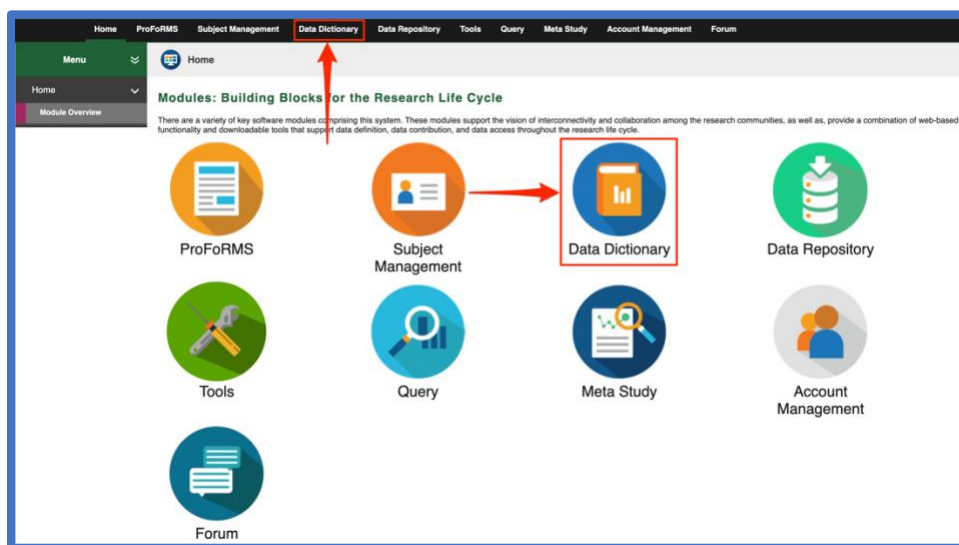 Home ProFoRMS Subject Management Data Dictionary Data Repository Tools Query Meta Study Account Management Forum
Menu
Home
Home
Module Overview
Modules: Building Blocks for the Research Life Cycle
There are a variety of key software modules comprising this system. These modules support the vision of interconnectivity and collaboration among the research communities, as well as, provide a combination of web-based
functionality and downloadable tools that support data definition, data contribution, and data access throughout the research life cycle.
ProFoRMS
Subject
Management
Data Dictionary
Data Repository
Tools
Query
Meta Study
Account
Management
Forum